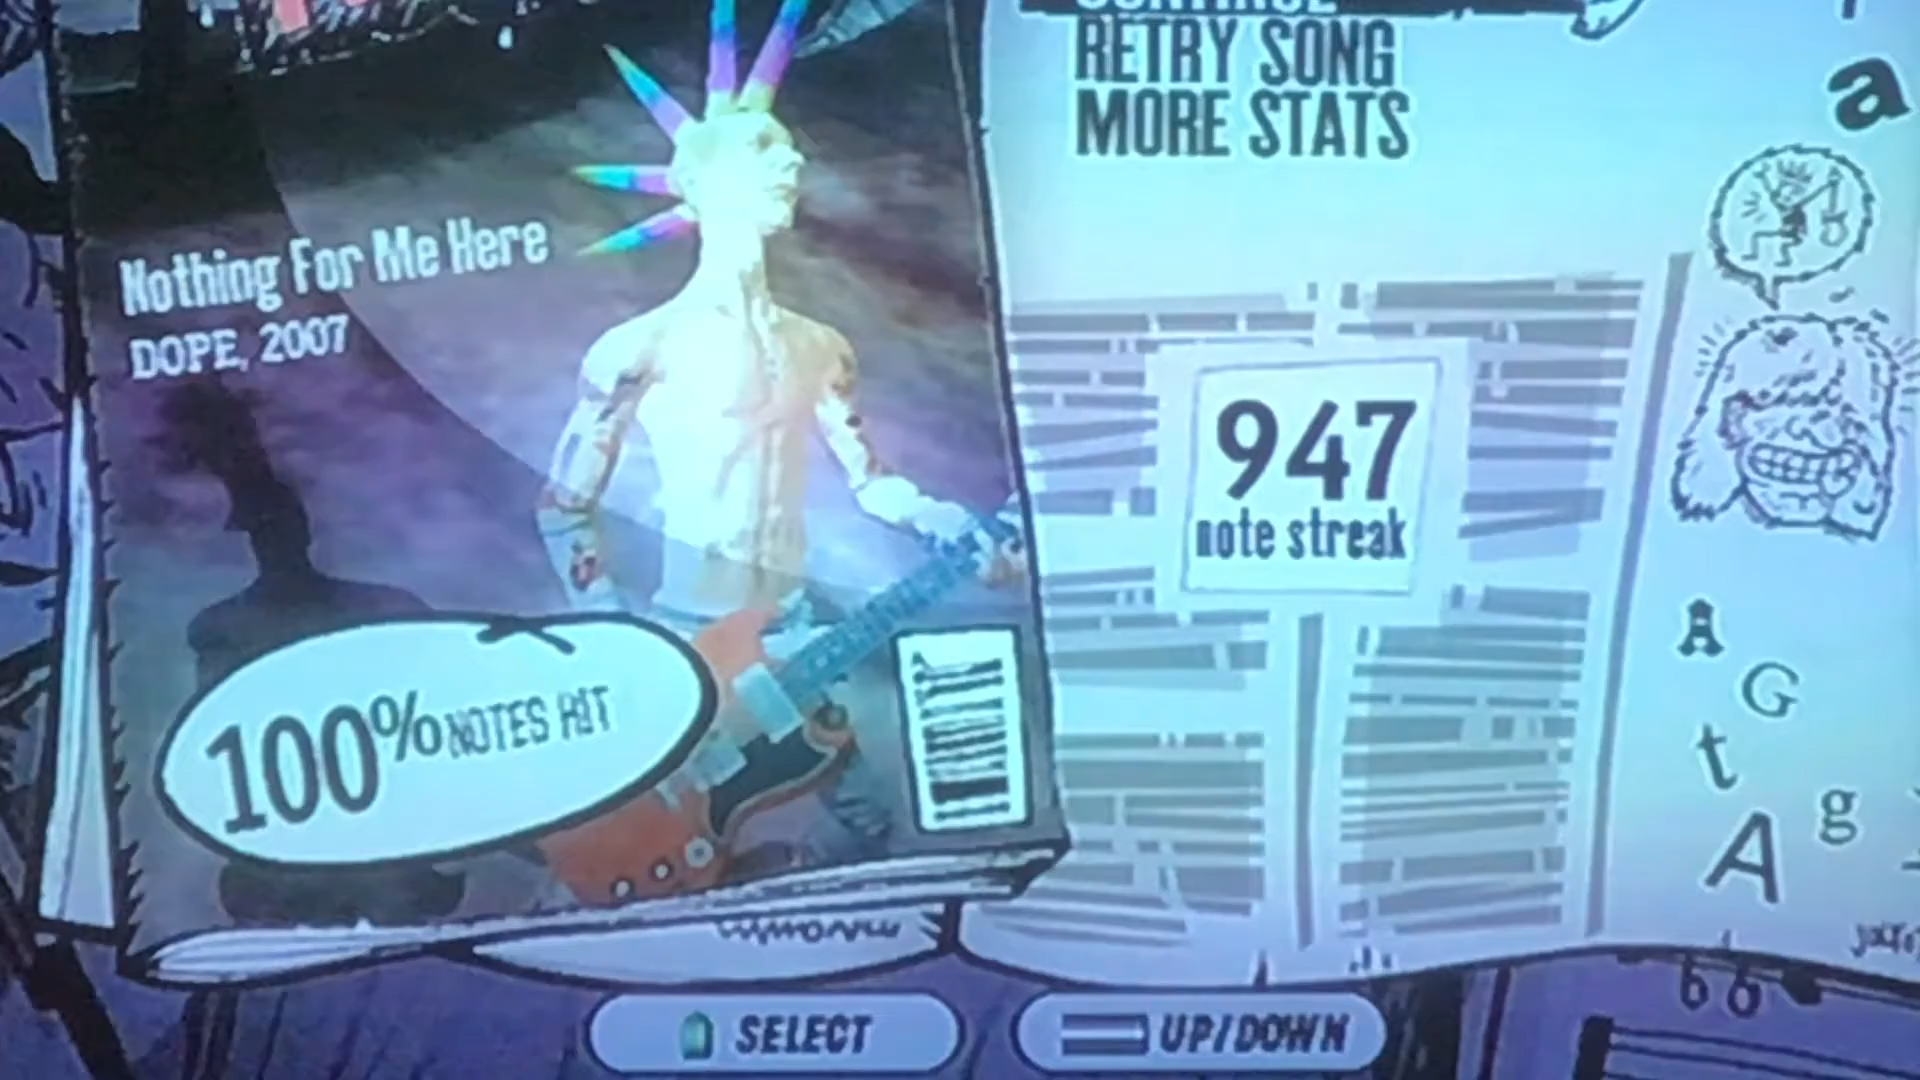 CONTINUE
RETRY SONG
MORE STATS
a
Nothing For Me Here
DOPE, 2007
947
note streak
100% NOTES HIT
A
G
t
g
A
SELECT
UP/DOWN